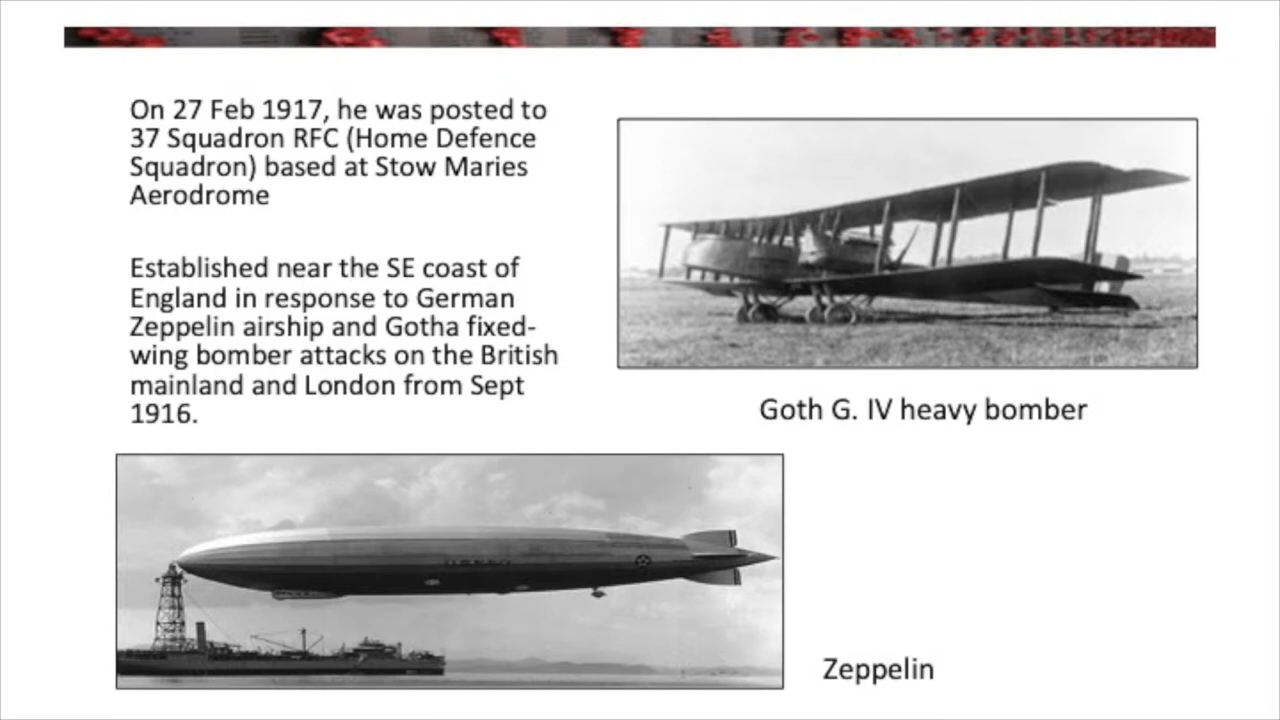 On 27 Feb 1917, he was posted to
37 Squadron RFC (Home Defence
Squadron) based at Stow Maries
Aerodrome
Established near the SE coast of
England in response to German
Zeppelin airship and Gotha fixed-
wing bomber attacks on the British
mainland and London from Sept
1916.
Goth G. IV heavy bomber
Zeppelin